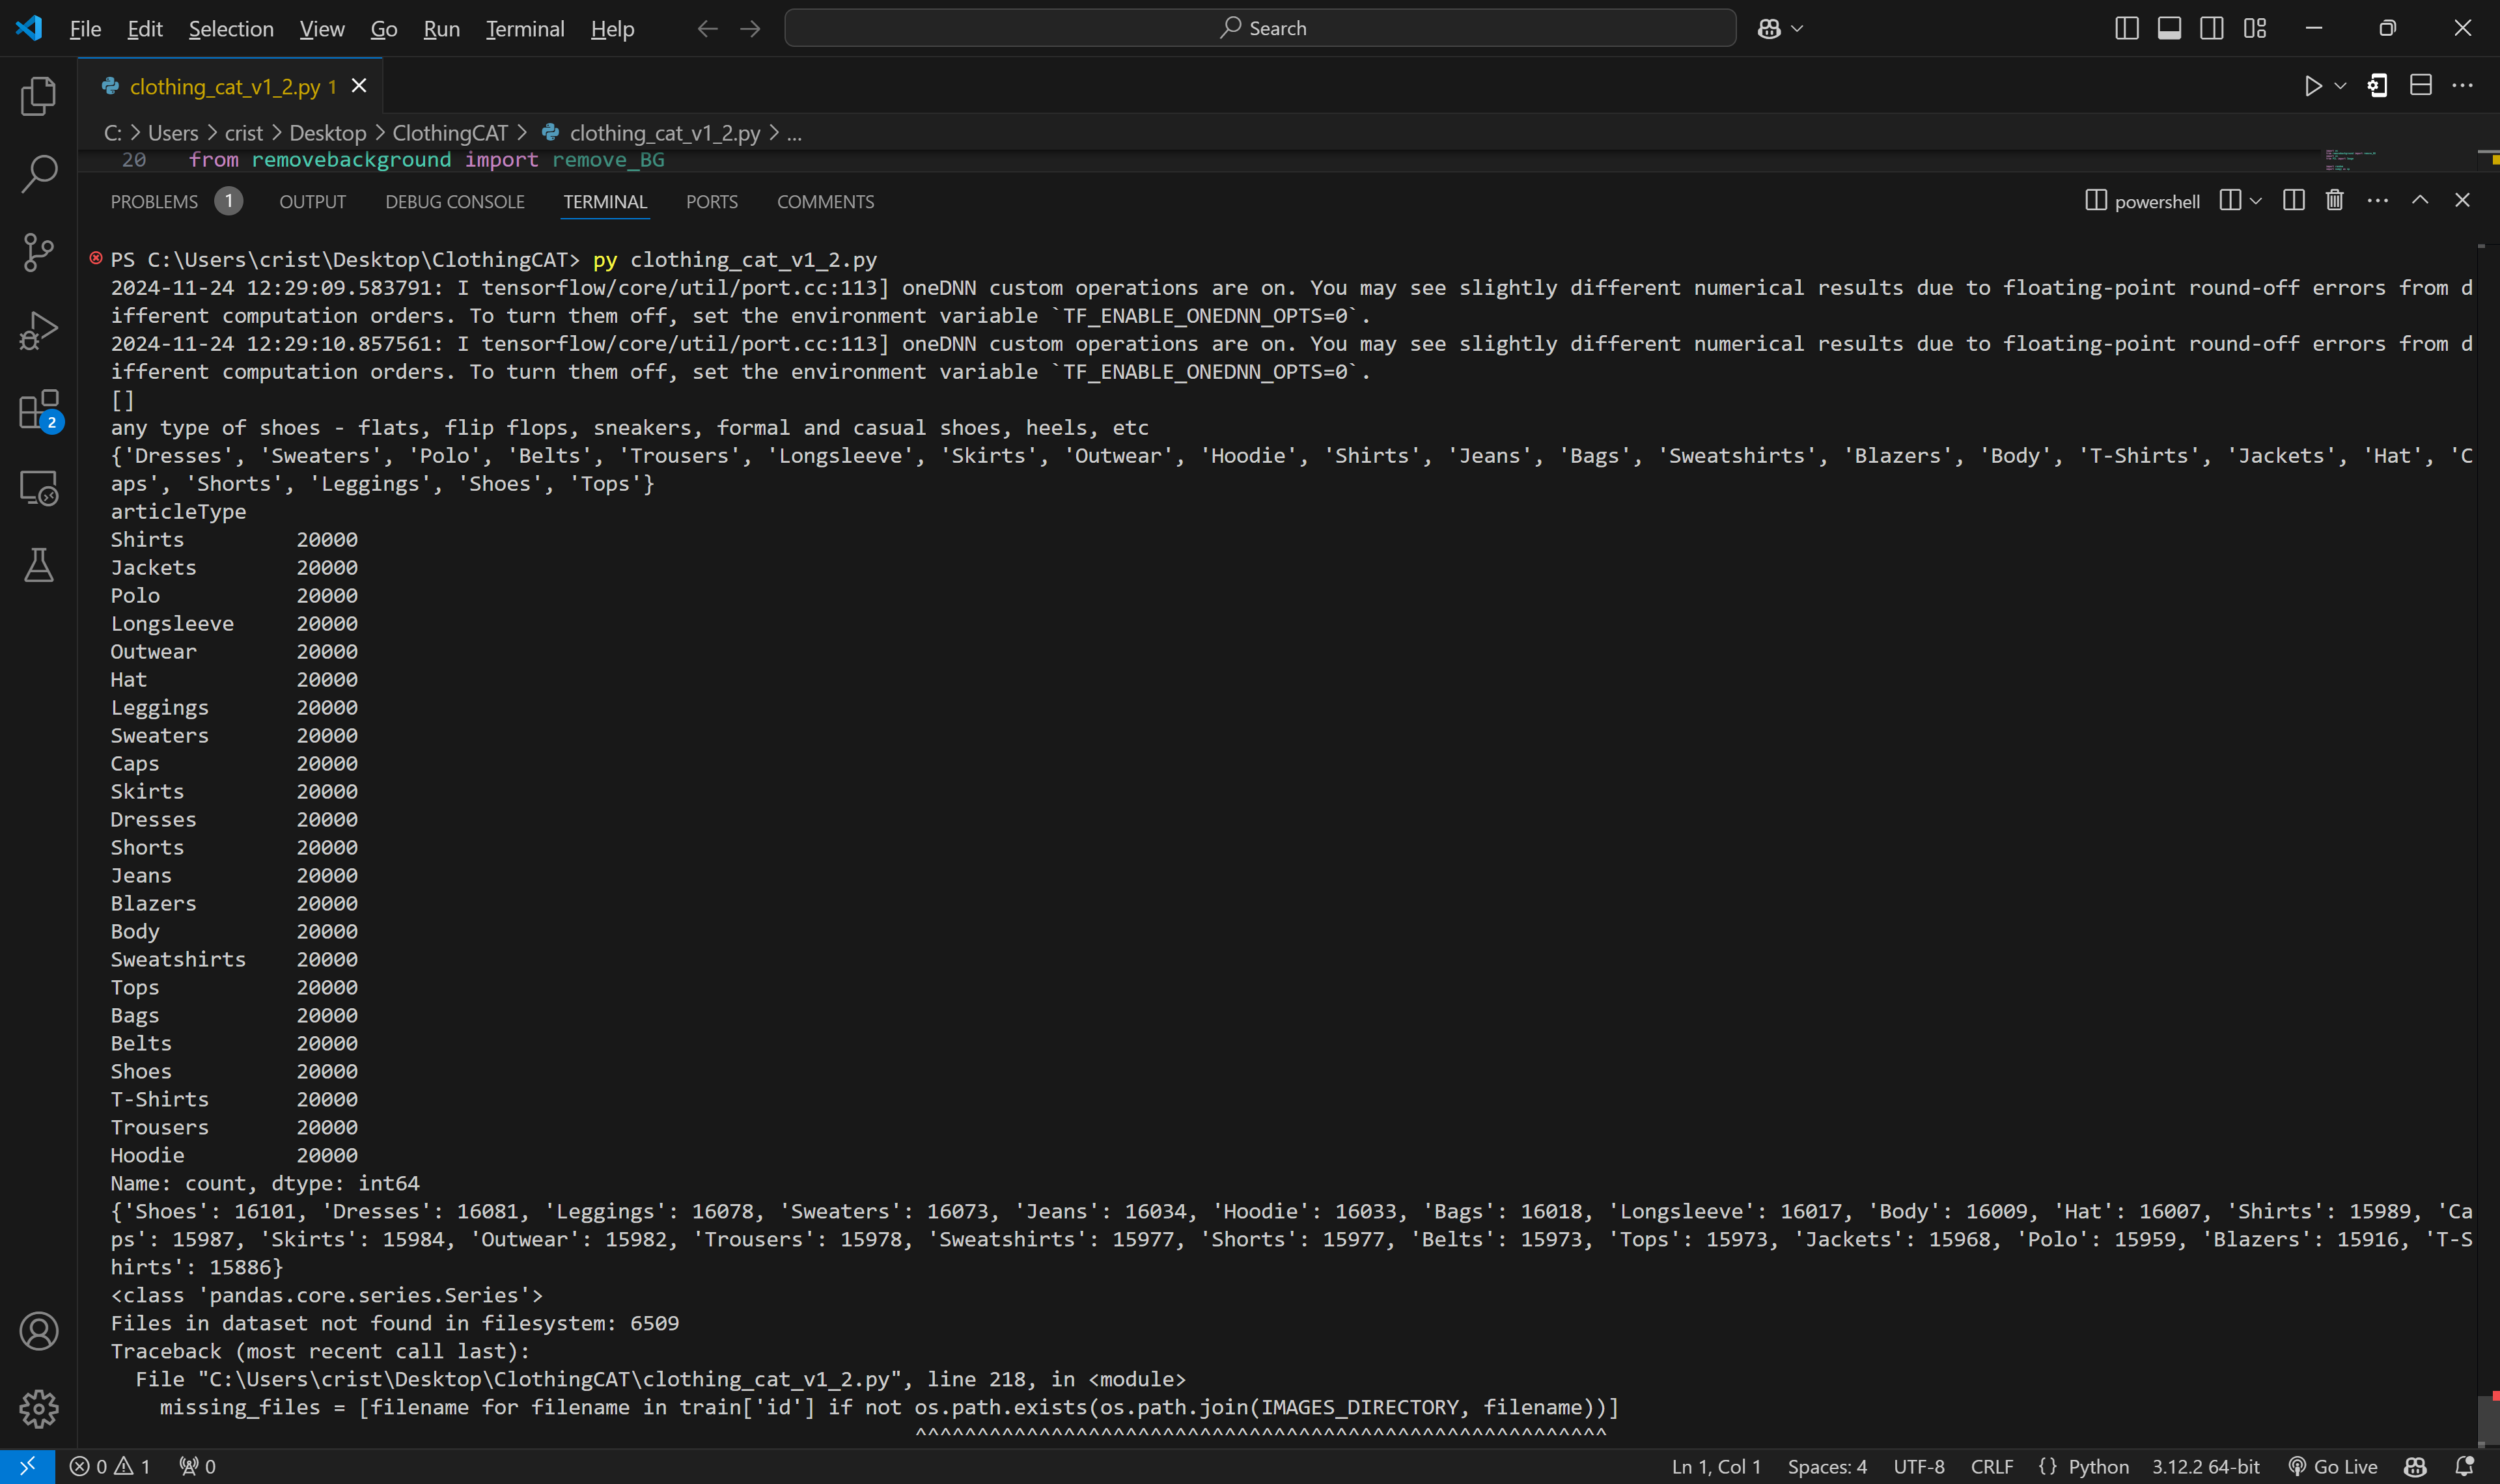 File Edit Selection View Go Run Terminal Help Search
clothing_cat_v1_2.py 1
C: > Users > crist > Desktop > ClothingCAT > clothing_cat_v1_2.py > ...
20 from removebackground import remove_BG
PROBLEMS 1 OUTPUT DEBUG CONSOLE TERMINAL PORTS COMMENTS powershell
PS C:\Users\crist\Desktop\ClothingCAT> py clothing_cat_v1_2.py
2024-11-24 12:29:09.583791: I tensorflow/core/util/port.cc:113] oneDNN custom operations are on. You may see slightly different numerical results due to floating-point round-off errors from d
ifferent computation orders. To turn them off, set the environment variable `TF_ENABLE_ONEDNN_OPTS=0`.
2024-11-24 12:29:10.857561: I tensorflow/core/util/port.cc:113] oneDNN custom operations are on. You may see slightly different numerical results due to floating-point round-off errors from d
ifferent computation orders. To turn them off, set the environment variable `TF_ENABLE_ONEDNN_OPTS=0`.
[]
any type of shoes - flats, flip flops, sneakers, formal and casual shoes, heels, etc
{'Dresses', 'Sweaters', 'Polo', 'Belts', 'Trousers', 'Longsleeve', 'Skirts', 'Outwear', 'Hoodie', 'Shirts', 'Jeans', 'Bags', 'Sweatshirts', 'Blazers', 'Body', 'T-Shirts', 'Jackets', 'Hat', 'C
aps', 'Shorts', 'Leggings', 'Shoes', 'Tops'}
articleType
Shirts 20000
Jackets 20000
Polo 20000
Longsleeve 20000
Outwear 20000
Hat 20000
Leggings 20000
Sweaters 20000
Caps 20000
Skirts 20000
Dresses 20000
Shorts 20000
Jeans 20000
Blazers 20000
Body 20000
Sweatshirts 20000
Tops 20000
Bags 20000
Belts 20000
Shoes 20000
T-Shirts 20000
Trousers 20000
Hoodie 20000
Name: count, dtype: int64
{'Shoes': 16101, 'Dresses': 16081, 'Leggings': 16078, 'Sweaters': 16073, 'Jeans': 16034, 'Hoodie': 16033, 'Bags': 16018, 'Longsleeve': 16017, 'Body': 16009, 'Hat': 16007, 'Shirts': 15989, 'Ca
ps': 15987, 'Skirts': 15984, 'Outwear': 15982, 'Trousers': 15978, 'Sweatshirts': 15977, 'Shorts': 15977, 'Belts': 15973, 'Tops': 15973, 'Jackets': 15968, 'Polo': 15959, 'Blazers': 15916, 'T-S
hirts': 15886}
<class 'pandas.core.series.Series'>
Files in dataset not found in filesystem: 6509
Traceback (most recent call last):
File "C:\Users\crist\Desktop\ClothingCAT\clothing_cat_v1_2.py", line 218, in <module>
missing_files = [filename for filename in train['id'] if not os.path.exists(os.path.join(IMAGES_DIRECTORY, filename))]
^^^^^^^^^^^^^^^^^^^^^^^^^^^^^^^^^^^^^^^^^^^^^^^^^^^^^^^^
2
0 1 0 Ln 1, Col 1 Spaces: 4 UTF-8 CRLF {} Python 3.12.2 64-bit Go Live